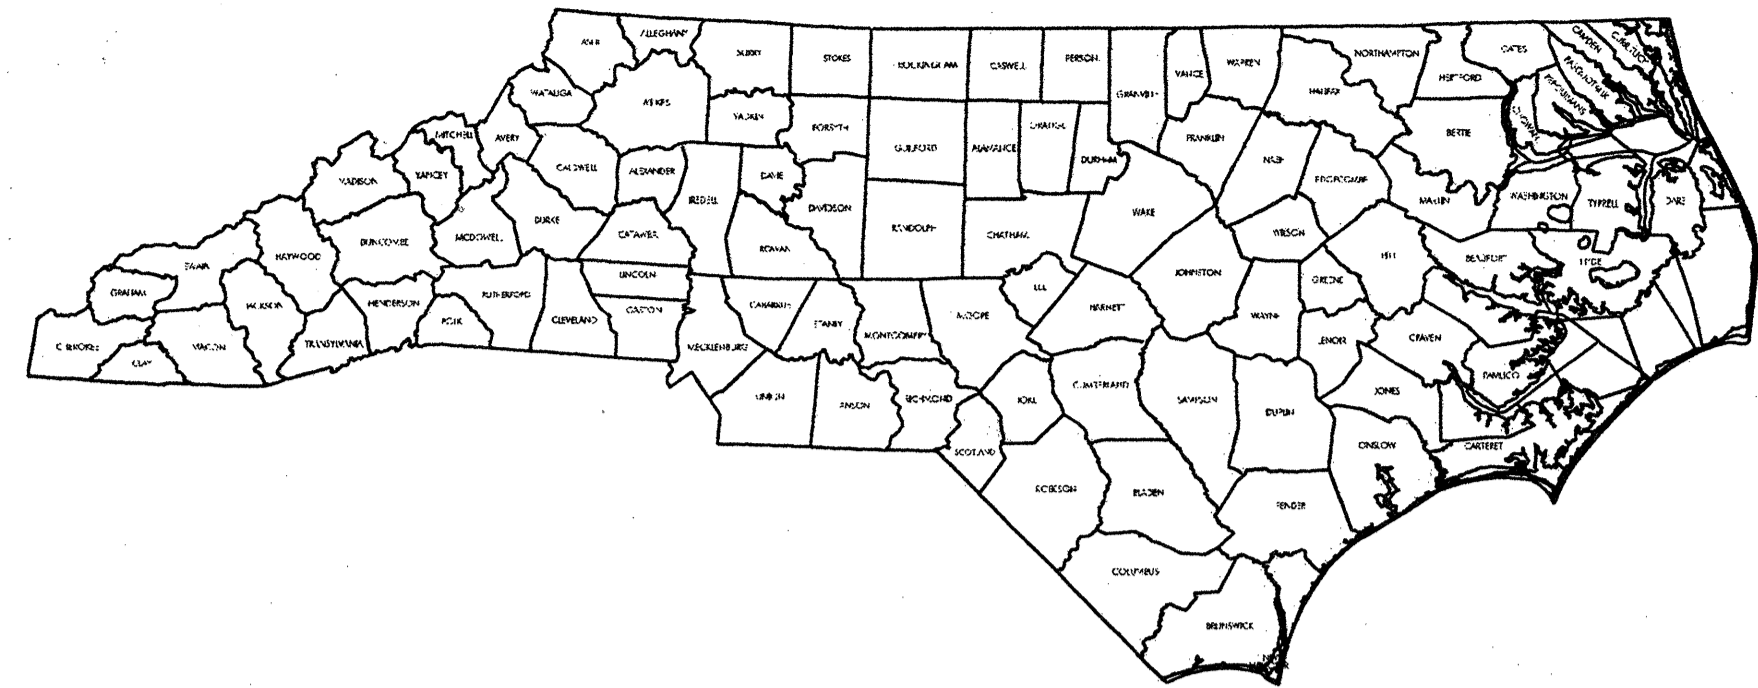 ASHE
ALLEGHANY
SURRY
STOKES
ROCKINGHAM
CASWELL
PERSON
GRANVILLE
VANCE
WARREN
HALIFAX
NORTHAMPTON
HERTFORD
GATES
CAMDEN
CURRITUCK
PASQUOTANK
PERQUIMANS
CHOWAN
WATAUGA
WILKES
YADKIN
FORSYTH
GUILFORD
ALAMANCE
ORANGE
DURHAM
FRANKLIN
NASH
EDGECOMBE
BERTIE
MITCHELL
AVERY
CALDWELL
ALEXANDER
IREDELL
DAVIE
DAVIDSON
RANDOLPH
CHATHAM
WAKE
WILSON
MARTIN
WASHINGTON
TYRRELL
DARE
MADISON
YANCEY
BUNCOMBE
MCDOWELL
BURKE
CATAWBA
ROWAN
JOHNSTON
GREENE
PITT
BEAUFORT
HYDE
SWAIN
HAYWOOD
GRAHAM
JACKSON
HENDERSON
RUTHERFORD
POLK
CLEVELAND
LINCOLN
GASTON
CABARRUS
STANLY
MONTGOMERY
MOORE
LEE
HARNETT
WAYNE
LENOIR
CRAVEN
PAMLICO
CHEROKEE
CLAY
MACON
TRANSYLVANIA
MECKLENBURG
UNION
ANSON
RICHMOND
HOKE
CUMBERLAND
SAMPSON
DUPLIN
JONES
ONSLOW
CARTERET
SCOTLAND
ROBESON
BLADEN
PENDER
COLUMBUS
BRUNSWICK